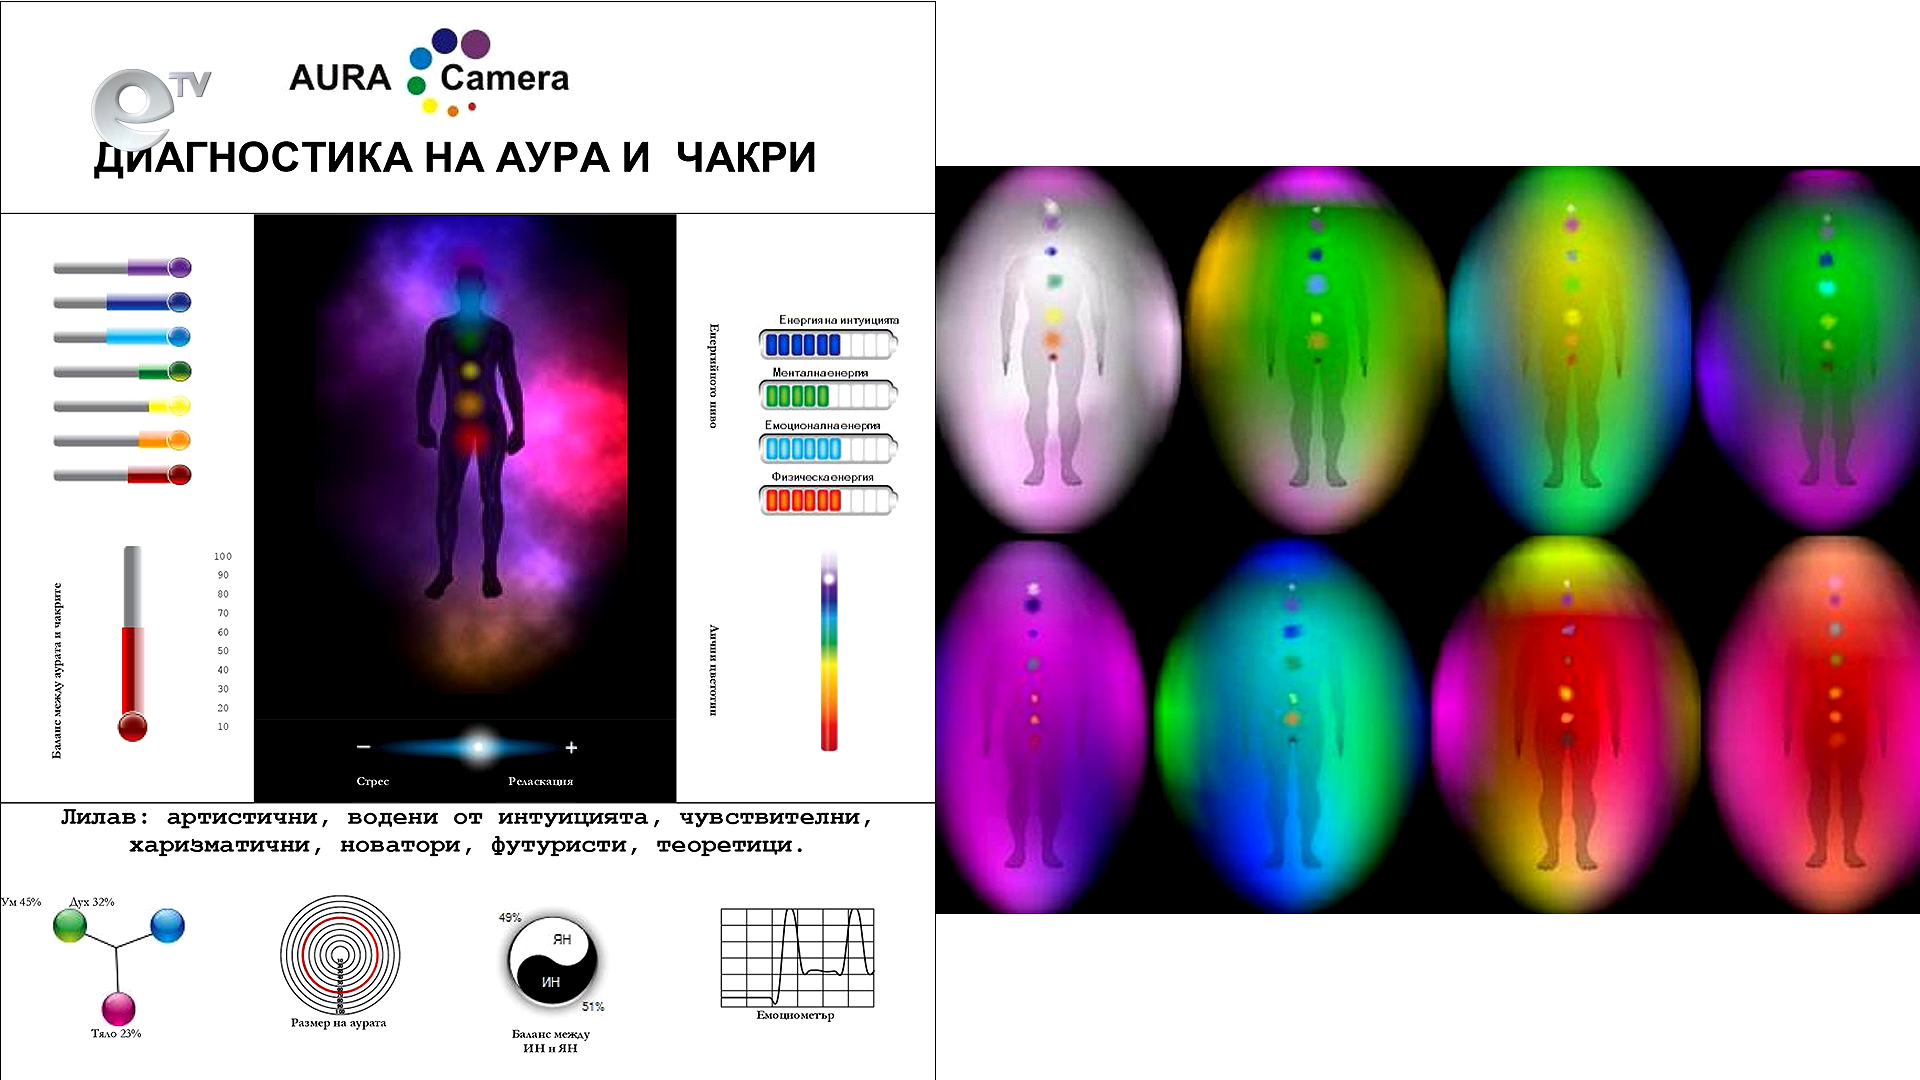 e TV
AURA Camera
ДИАГНОСТИКА НА АУРА И ЧАКРИ
Енергийното ниво
Енергия на интуицията
Ментална енергия
Емоционална енергия
Физическа енергия
Баланс между аурата и чакрите
100
90
80
70
60
50
40
30
20
10
Лични цветотии
Стрес
Реласкация
Лилав: артистични, водени от интуицията, чувствителни,
харизматични, новатори, футуристи, теоретици.
Ум 45%
Дух 32%
Тяло 23%
Размер на аурата
49%
ЯН
ИН
51%
Баланс между
ИН и ЯН
Емоциометър